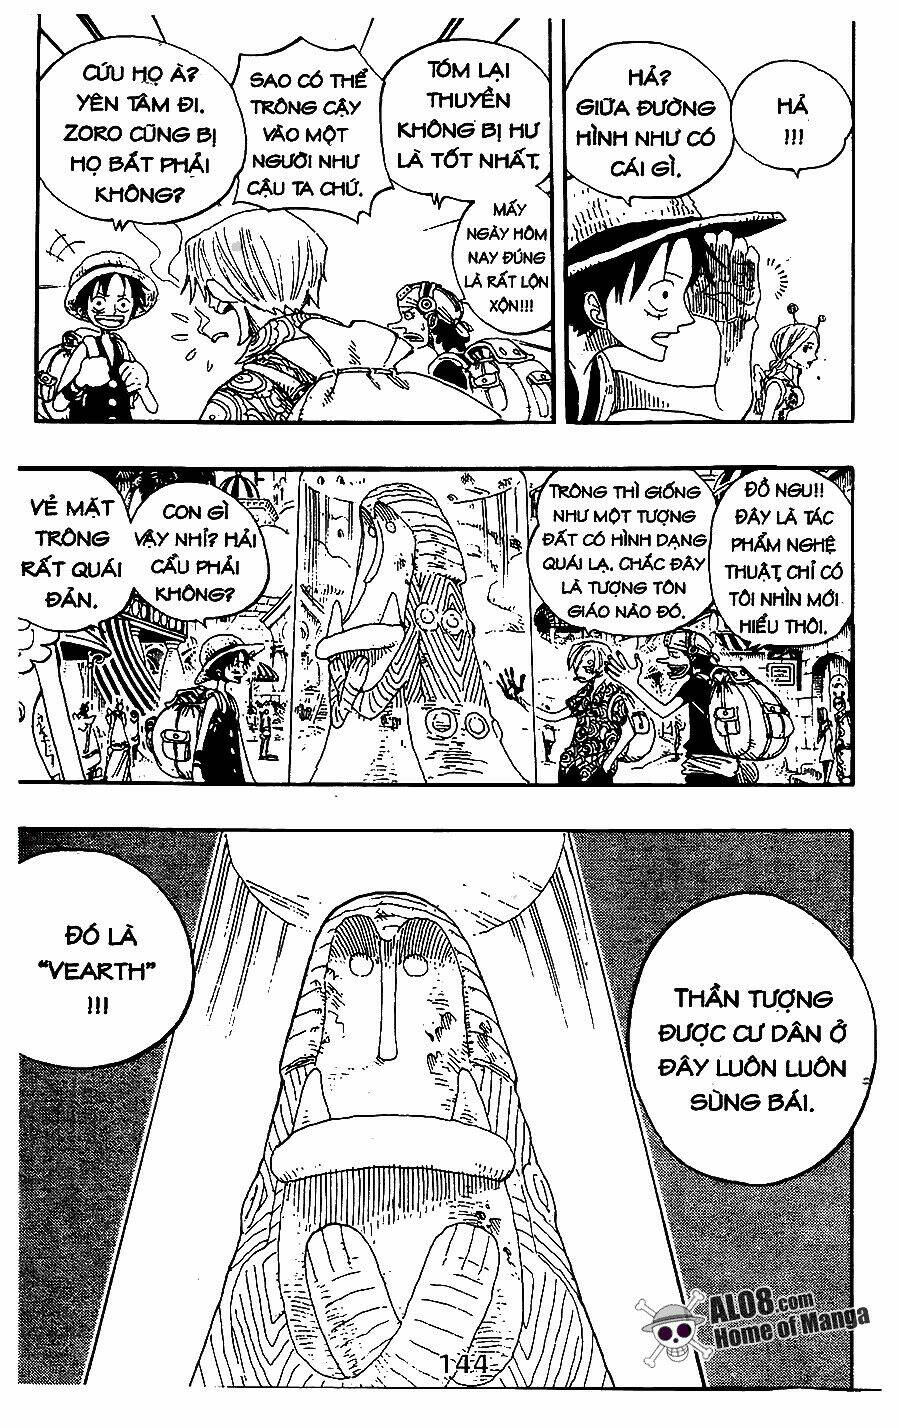 HẢ
!!!
HẢ?
GIỮA ĐƯỜNG
HÌNH NHƯ CÓ
CÁI GÌ.
TÓM LẠI
THUYỀN
KHÔNG BỊ HƯ
LÀ TỐT NHẤT.
MẤY
NGÀY HÔM
NAY ĐÚNG
LÀ RẤT LỘN
XỘN!!!
SAO CÓ THỂ
TRÔNG CẬY
VÀO MỘT
NGƯỜI NHƯ
CẬU TA CHỨ.
CỨU HỌ À?
YÊN TÂM ĐI.
ZORO CŨNG BỊ
HỌ BẮT PHẢI
KHÔNG?
ĐỒ NGU!!
ĐÂY LÀ TÁC
PHẨM NGHỆ
THUẬT, CHỈ CÓ
TÔI NHÌN MỚI
HIỂU THÔI.
TRÔNG THÌ GIỐNG
NHƯ MỘT TƯỢNG
ĐẤT CÓ HÌNH DẠNG
QUÁI LẠ. CHẮC ĐÂY
LÀ TƯỢNG TÔN
GIÁO NÀO ĐÓ.
CON GÌ
VẬY NHỈ? HẢI
CẨU PHẢI
KHÔNG?
VẺ MẶT
TRÔNG
RẤT QUÁI
ĐẢN.
THẦN TƯỢNG
ĐƯỢC CƯ DÂN Ở
ĐÂY LUÔN LUÔN
SÙNG BÁI.
ĐÓ LÀ
"VEARTH"
!!!
144
ALO8.com
Home of Manga